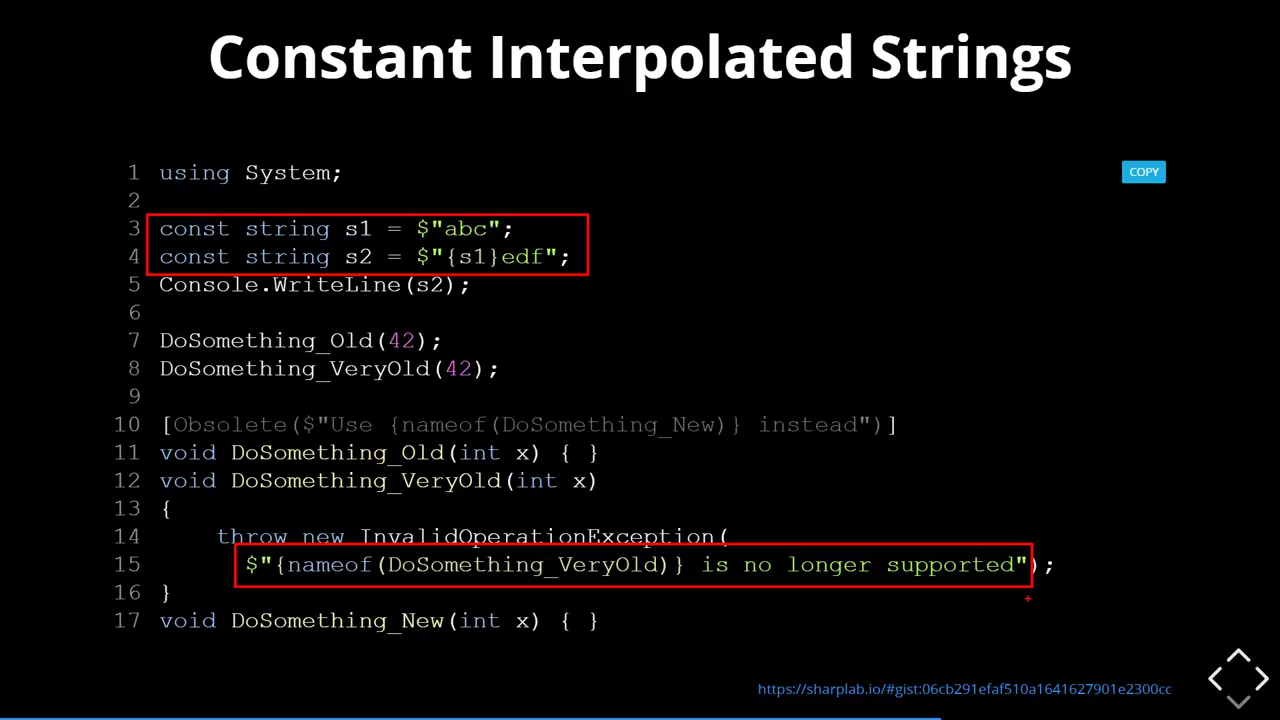 Constant Interpolated Strings
COPY
1 using System;
2
3 const string s1 = $"abc";
4 const string s2 = $"{s1}edf";
5 Console.WriteLine(s2);
6
7 DoSomething_Old(42);
8 DoSomething_VeryOld(42);
9
10 [Obsolete($"Use {nameof(DoSomething_New)} instead")]
11 void DoSomething_Old(int x) { }
12 void DoSomething_VeryOld(int x)
13 {
14     throw new InvalidOperationException(
15       $"{nameof(DoSomething_VeryOld)} is no longer supported");
16 }
17 void DoSomething_New(int x) { }
https://sharplab.io/#gist:06cb291efaf510a1641627901e2300cc